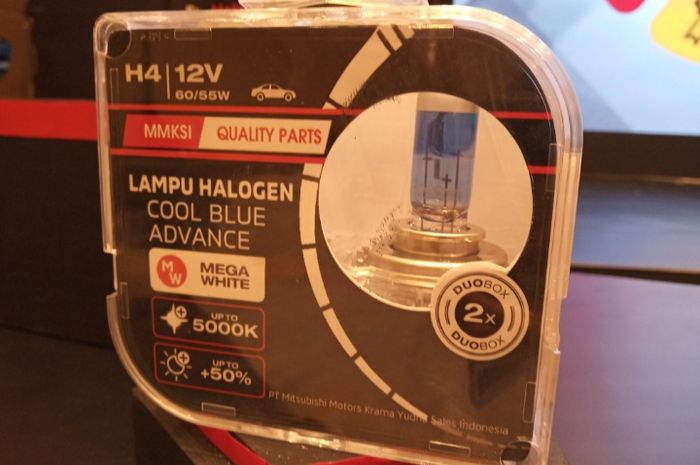 H4 | 12V
60/55W
MMKSI QUALITY PARTS
LAMPU HALOGEN
COOL BLUE
ADVANCE
MW MEGA
WHITE
UP TO
5000K
UP TO
+50%
DUOBOX
2x
DUOBOX
PT Mitsubishi Motors Krama Yudha Sales Indonesia